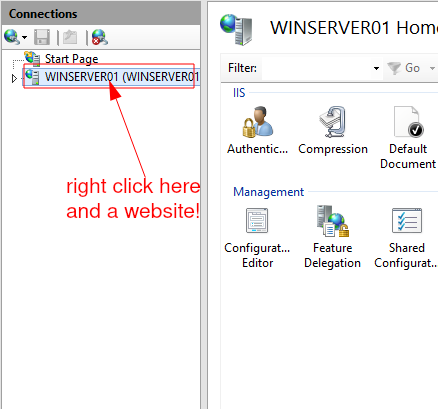 Connections
Start Page
WINSERVER01 (WINSERVER01
right click here
and a website!
WINSERVER01 Home
Filter:
Go
IIS
Authentic...
Compression
Default
Document
Management
Configurat...
Editor
Feature
Delegation
Shared
Configurat...